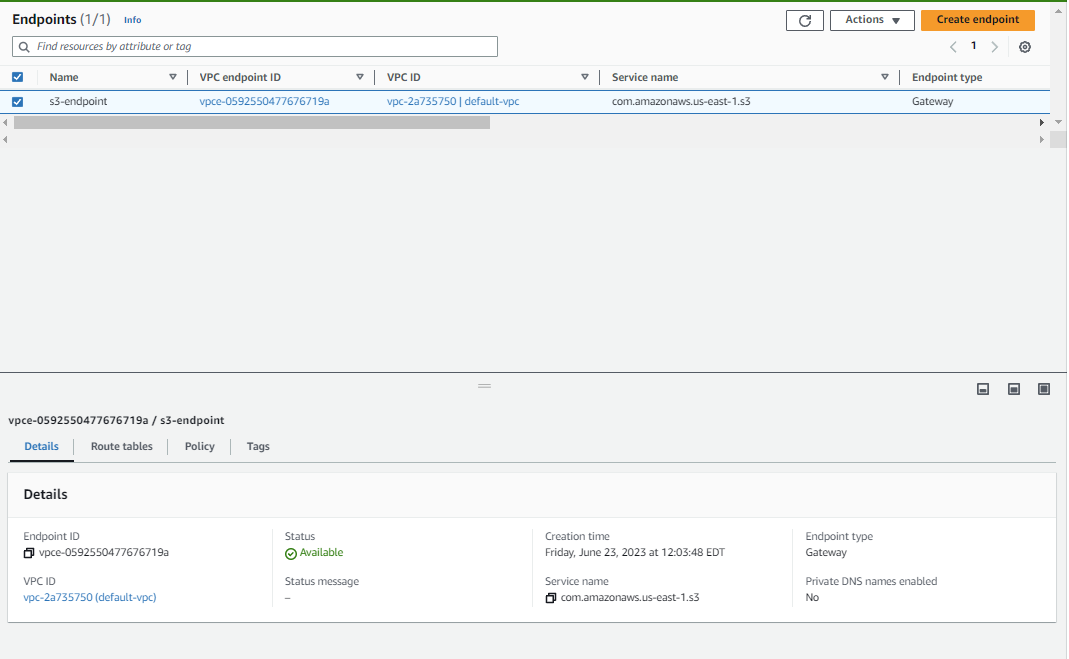 Endpoints (1/1) Info
Actions ▼ Create endpoint
Find resources by attribute or tag
1
Name VPC endpoint ID VPC ID Service name Endpoint type
s3-endpoint vpce-0592550477676719a vpc-2a735750 | default-vpc com.amazonaws.us-east-1.s3 Gateway
vpce-0592550477676719a / s3-endpoint
Details Route tables Policy Tags
Details
Endpoint ID Status Creation time Endpoint type
vpce-0592550477676719a Available Friday, June 23, 2023 at 12:03:48 EDT Gateway
VPC ID Status message Service name Private DNS names enabled
vpc-2a735750 (default-vpc) – com.amazonaws.us-east-1.s3 No